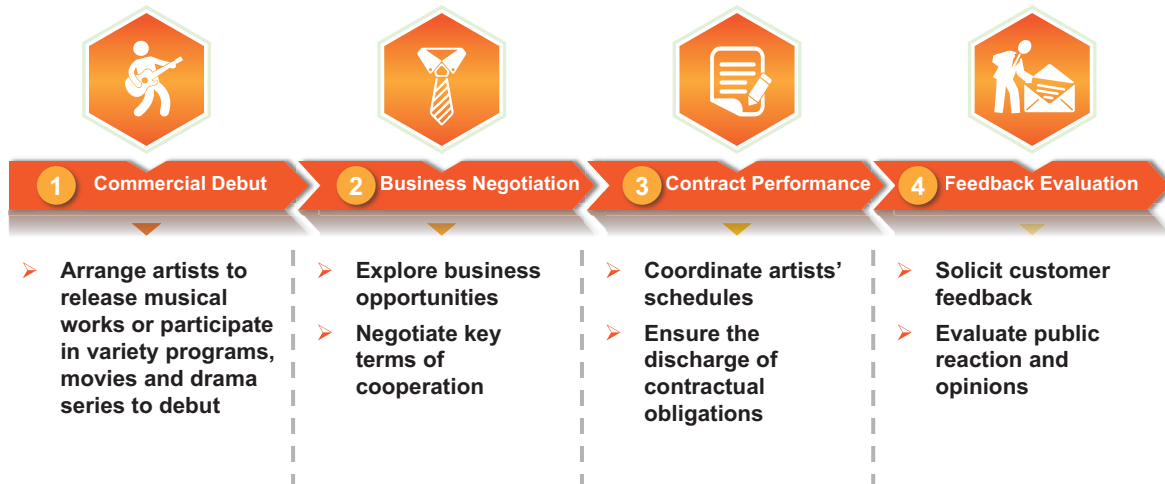 1 Commercial Debut
2 Business Negotiation
3 Contract Performance
4 Feedback Evaluation
➢ Arrange artists to
release musical
works or participate
in variety programs,
movies and drama
series to debut
➢ Explore business
opportunities
➢ Negotiate key
terms of
cooperation
➢ Coordinate artists’
schedules
➢ Ensure the
discharge of
contractual
obligations
➢ Solicit customer
feedback
➢ Evaluate public
reaction and
opinions